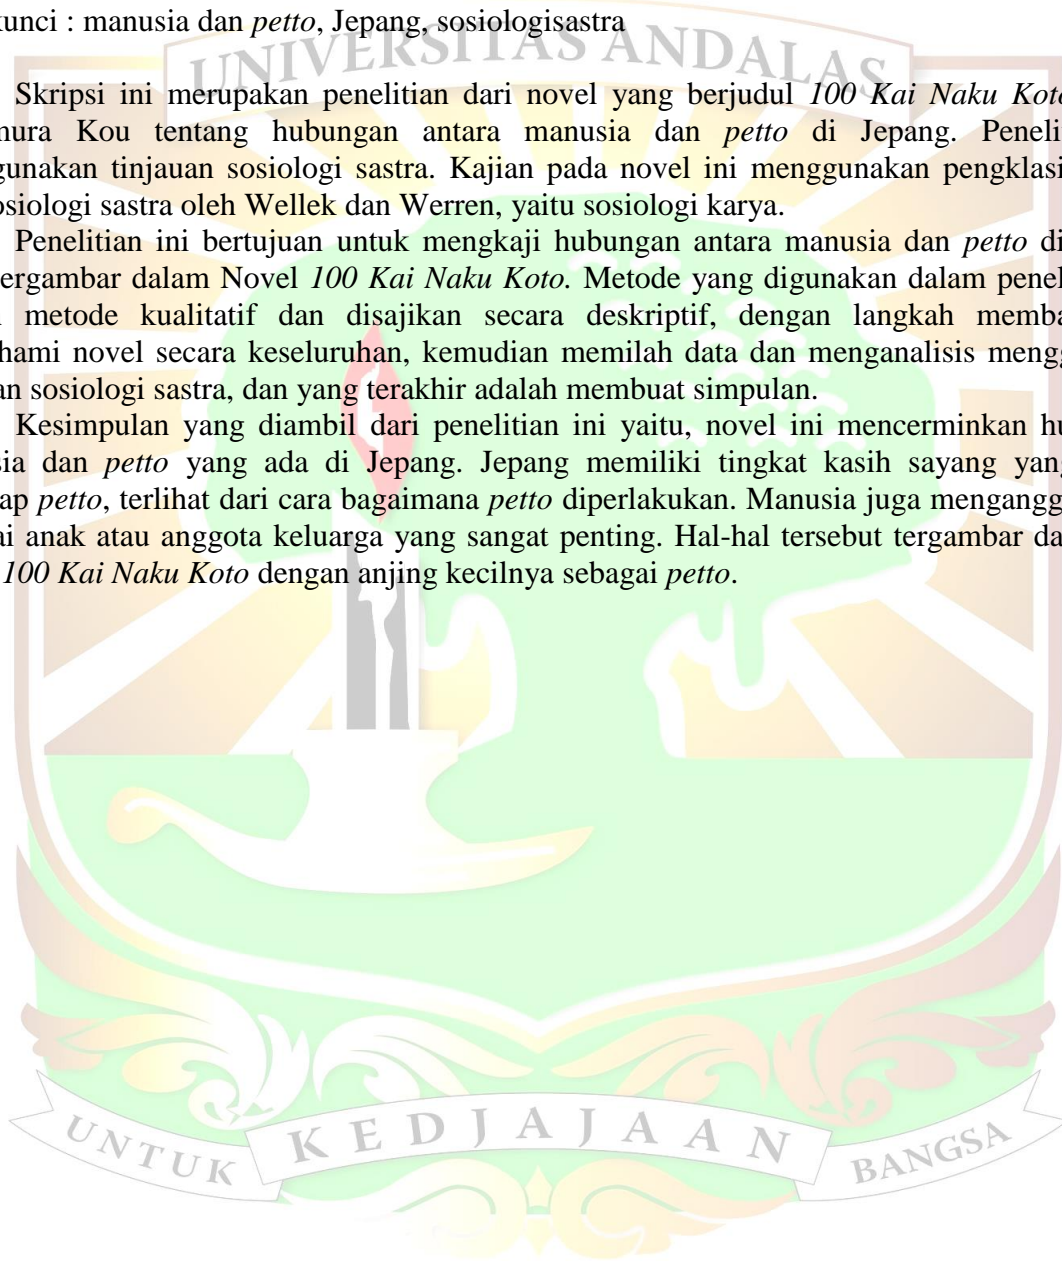 unci : manusia dan petto, Jepang, sosiologisastra
UNIVERSITAS ANDALAS
Skripsi ini merupakan penelitian dari novel yang berjudul 100 Kai Naku Koto
mura Kou tentang hubungan antara manusia dan petto di Jepang. Peneli
gunakan tinjauan sosiologi sastra. Kajian pada novel ini menggunakan pengklasi
osiologi sastra oleh Wellek dan Werren, yaitu sosiologi karya.
Penelitian ini bertujuan untuk mengkaji hubungan antara manusia dan petto di
ergambar dalam Novel 100 Kai Naku Koto. Metode yang digunakan dalam penel
metode kualitatif dan disajikan secara deskriptif, dengan langkah memba
hami novel secara keseluruhan, kemudian memilah data dan menganalisis mengg
an sosiologi sastra, dan yang terakhir adalah membuat simpulan.
Kesimpulan yang diambil dari penelitian ini yaitu, novel ini mencerminkan hu
sia dan petto yang ada di Jepang. Jepang memiliki tingkat kasih sayang yang
ap petto, terlihat dari cara bagaimana petto diperlakukan. Manusia juga mengangg
ai anak atau anggota keluarga yang sangat penting. Hal-hal tersebut tergambar da
100 Kai Naku Koto dengan anjing kecilnya sebagai petto.
UNTUK KEDJAJAAN BANGSA